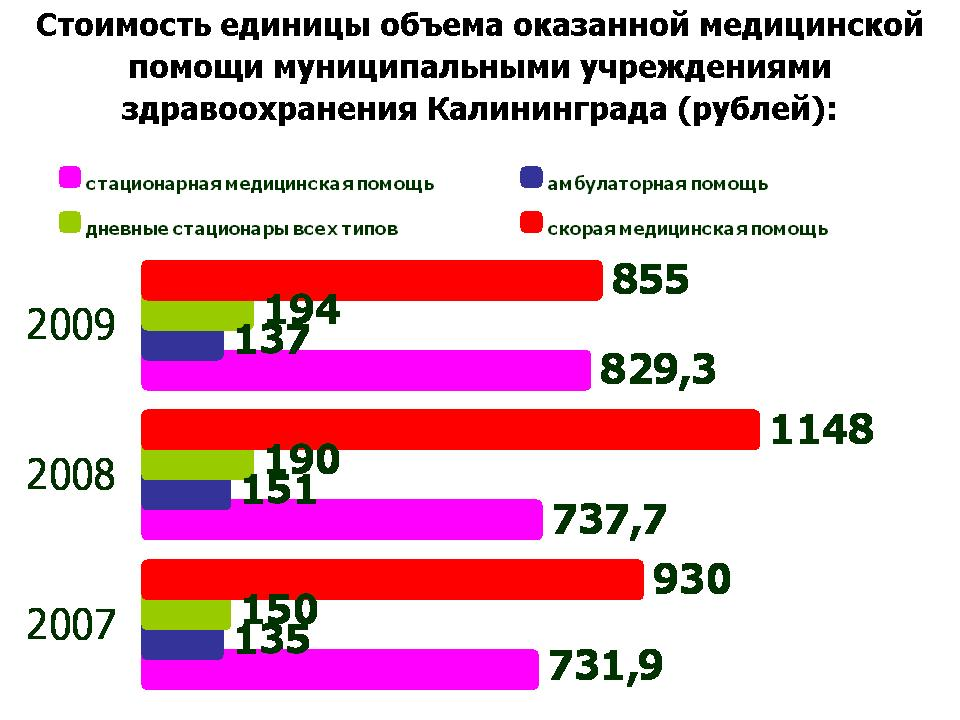 Стоимость единицы объема оказанной медицинской
помощи муниципальными учреждениями
здравоохранения Калининграда (рублей):
стационарная медицинская помощь
амбулаторная помощь
дневные стационары всех типов
скорая медицинская помощь
855
194
2009
137
829,3
1148
190
2008
151
737,7
930
150
2007
135
731,9